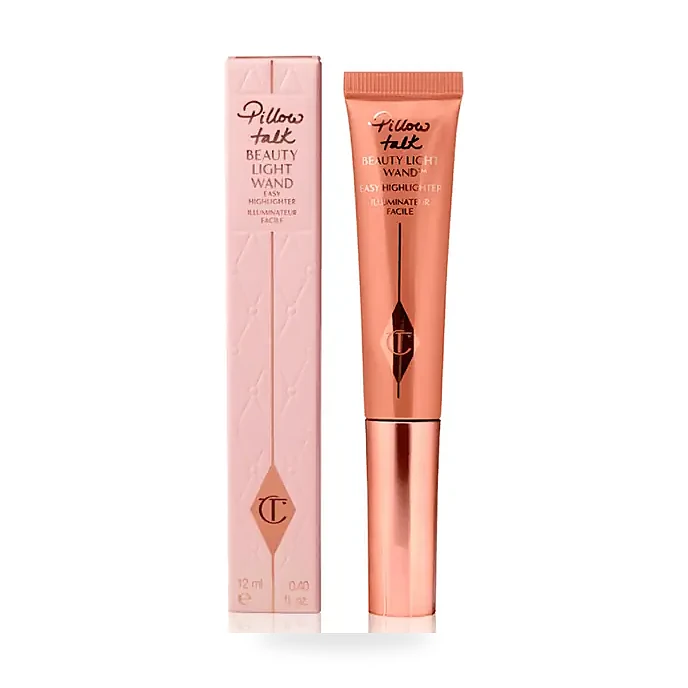 Pillow
talk
BEAUTY
LIGHT
WAND
EASY
HIGHLIGHTER
ILLUMINATEUR
FACILE
CT
12 ml
0.40
e
fl. oz.
Pillow
talk
BEAUTY LIGHT
WAND™
EASY HIGHLIGHTER
ILLUMINATEUR
FACILE
CT